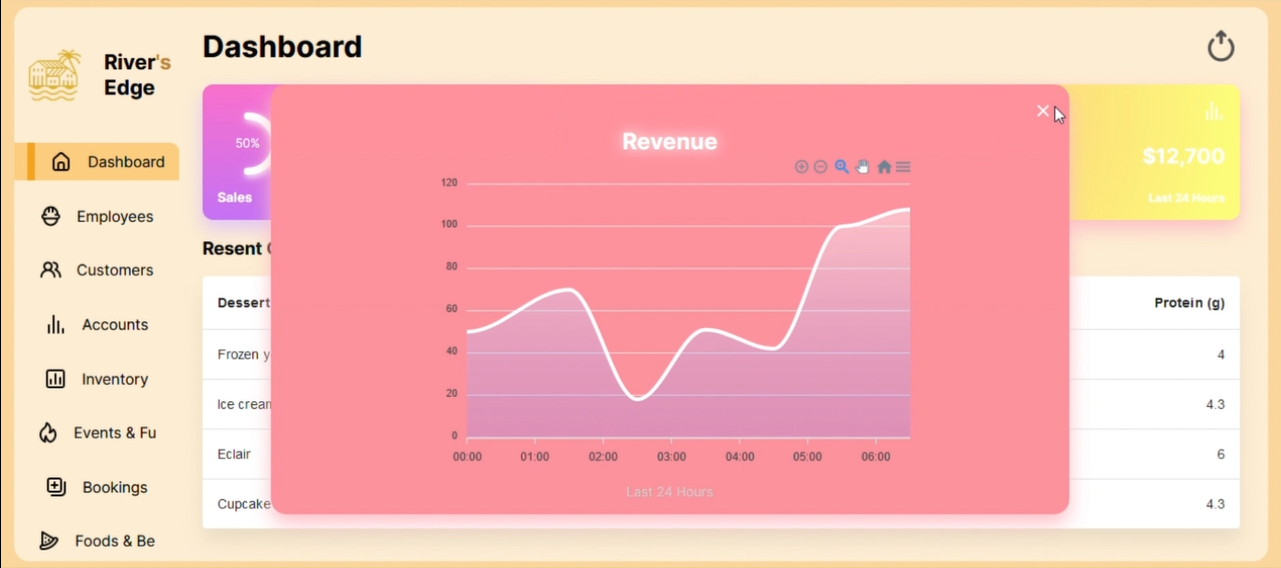 River's
Edge
Dashboard
Employees
Customers
Accounts
Inventory
Events & Fu
Bookings
Foods & Be
Dashboard
50%
Sales
$12,700
Last 24 Hours
Revenue
120
100
80
60
40
20
0
00:00 01:00 02:00 03:00 04:00 05:00 06:00
Last 24 Hours
Resent
Dessert Protein (g)
Frozen y 4
Ice cream 4.3
Eclair 6
Cupcake 4.3